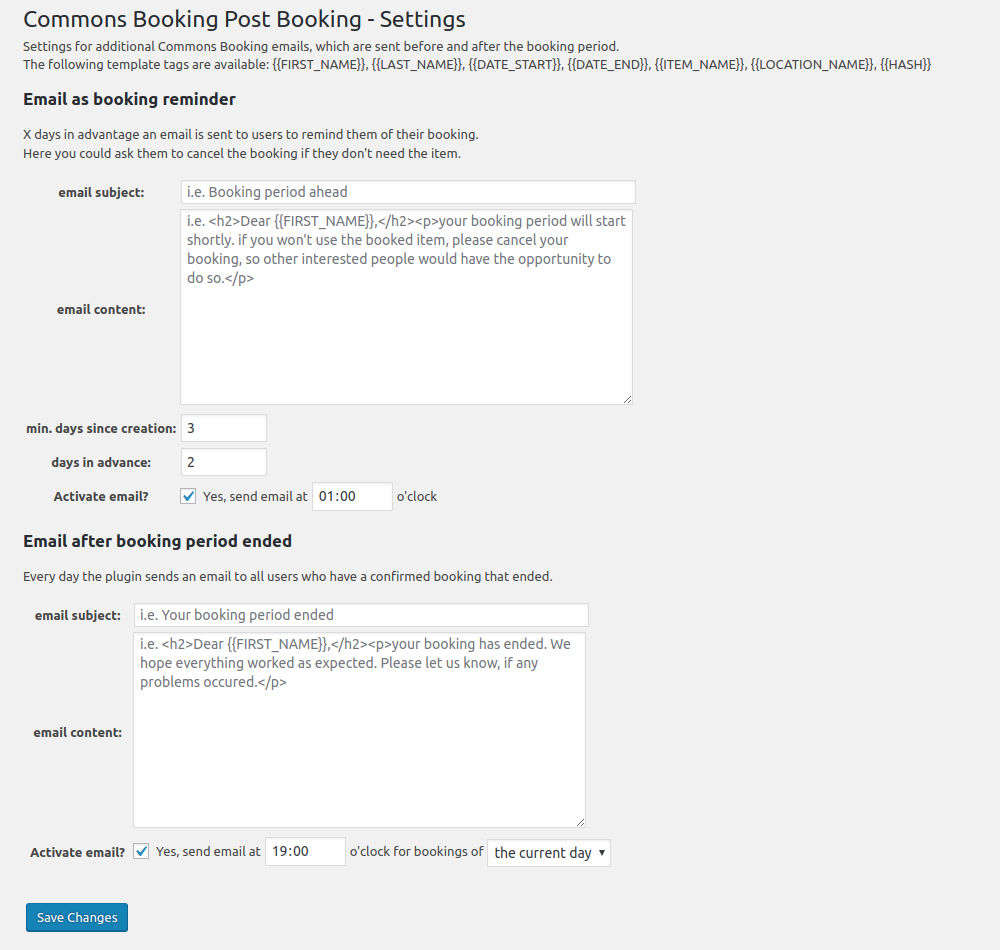 Commons Booking Post Booking - Settings
Settings for additional Commons Booking emails, which are sent before and after the booking period.
The following template tags are available: {{FIRST_NAME}}, {{LAST_NAME}}, {{DATE_START}}, {{DATE_END}}, {{ITEM_NAME}}, {{LOCATION_NAME}}, {{HASH}}
Email as booking reminder
X days in advantage an email is sent to users to remind them of their booking.
Here you could ask them to cancel the booking if they don't need the item.
email subject: i.e. Booking period ahead
i.e. <h2>Dear {{FIRST_NAME}},</h2><p>your booking period will start
shortly. if you won't use the booked item, please cancel your
booking, so other interested people would have the opportunity to
do so.</p>
email content:
min. days since creation: 3
days in advance: 2
Activate email? Yes, send email at 01:00 o'clock
Email after booking period ended
Every day the plugin sends an email to all users who have a confirmed booking that ended.
email subject: i.e. Your booking period ended
i.e. <h2>Dear {{FIRST_NAME}},</h2><p>your booking has ended. We
hope everything worked as expected. Please let us know, if any
problems occured.</p>
email content:
Activate email? Yes, send email at 19:00 o'clock for bookings of the current day
Save Changes